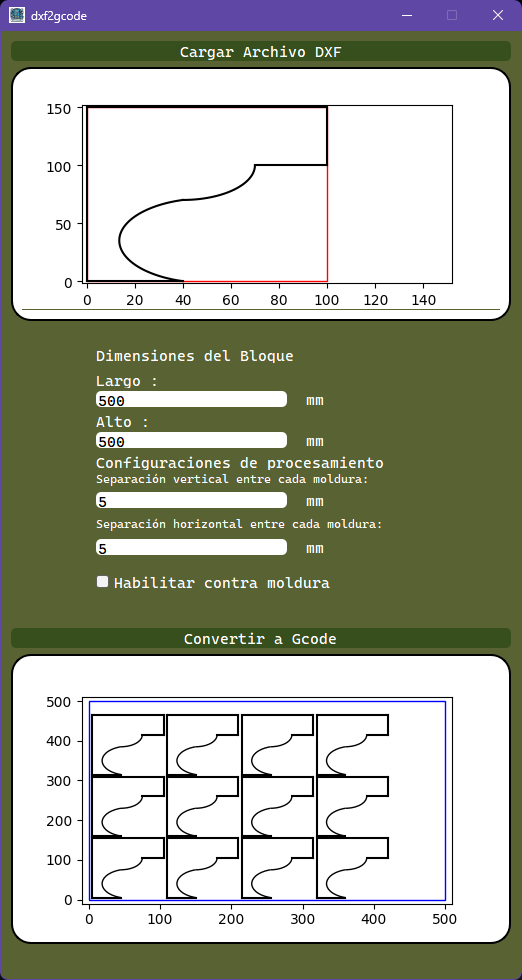 dxf2gcode
Cargar Archivo DXF
150
100
50
0
0 20 40 60 80 100 120 140
Dimensiones del Bloque
Largo :
500 mm
Alto :
500 mm
Configuraciones de procesamiento
Separación vertical entre cada moldura:
5 mm
Separación horizontal entre cada moldura:
5 mm
Habilitar contra moldura
Convertir a Gcode
500
400
300
200
100
0
0 100 200 300 400 500